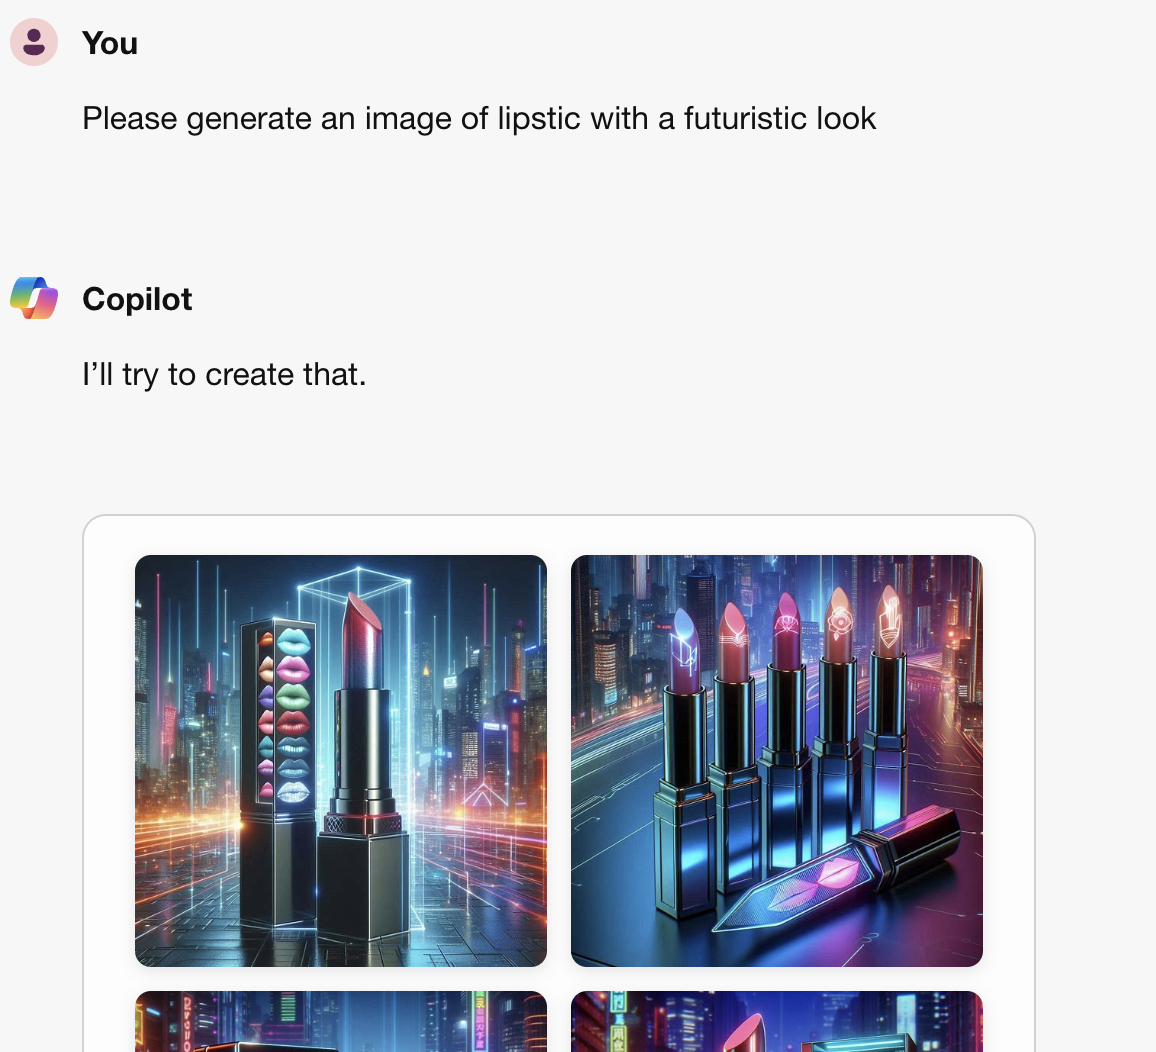 You
Please generate an image of lipstic with a futuristic look
Copilot
I’ll try to create that.